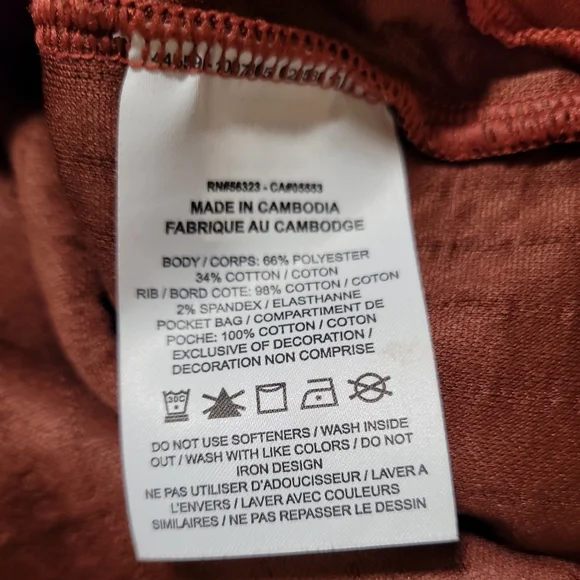 RN#56323 - CA#05553
MADE IN CAMBODIA
FABRIQUE AU CAMBODGE
BODY / CORPS: 66% POLYESTER
34% COTTON / COTON
RIB / BORD COTE: 98% COTTON / COTON
2% SPANDEX / ELASTHANNE
POCKET BAG / COMPARTIMENT DE
POCHE: 100% COTTON / COTON
EXCLUSIVE OF DECORATION /
DECORATION NON COMPRISE
30C
DO NOT USE SOFTENERS / WASH INSIDE
OUT / WASH WITH LIKE COLORS / DO NOT
IRON DESIGN
NE PAS UTILISER D'ADOUCISSEUR / LAVER A
L'ENVERS / LAVER AVEC COULEURS
SIMILAIRES / NE PAS REPASSER LE DESSIN